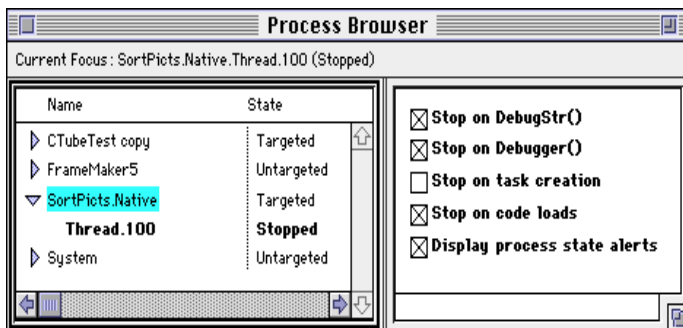 Process Browser
Current Focus: SortPicts.Native.Thread.100 (Stopped)
Name State
CTubeTest copy Targeted
FrameMaker5 Untargeted
SortPicts.Native Targeted
Thread.100 Stopped
System Untargeted
Stop on DebugStr()
Stop on Debugger()
Stop on task creation
Stop on code loads
Display process state alerts